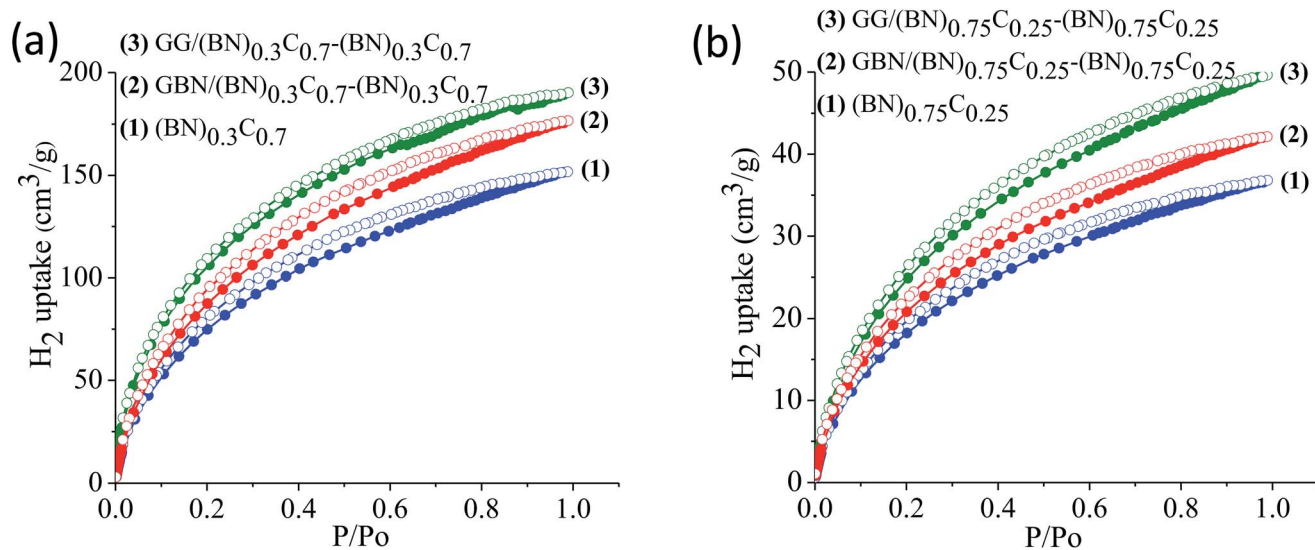 (a)
(3) GG/(BN)0.3C0.7-(BN)0.3C0.7
(2) GBN/(BN)0.3C0.7-(BN)0.3C0.7
(1) (BN)0.3C0.7
200
150
100
50
0
H2 uptake (cm³/g)
(3)
(2)
(1)
0.0 0.2 0.4 0.6 0.8 1.0
P/Po
(b)
(3) GG/(BN)0.75C0.25-(BN)0.75C0.25
(2) GBN/(BN)0.75C0.25-(BN)0.75C0.25
(1) (BN)0.75C0.25
50
40
30
20
10
0
H2 uptake (cm³/g)
(3)
(2)
(1)
0.0 0.2 0.4 0.6 0.8 1.0
P/Po